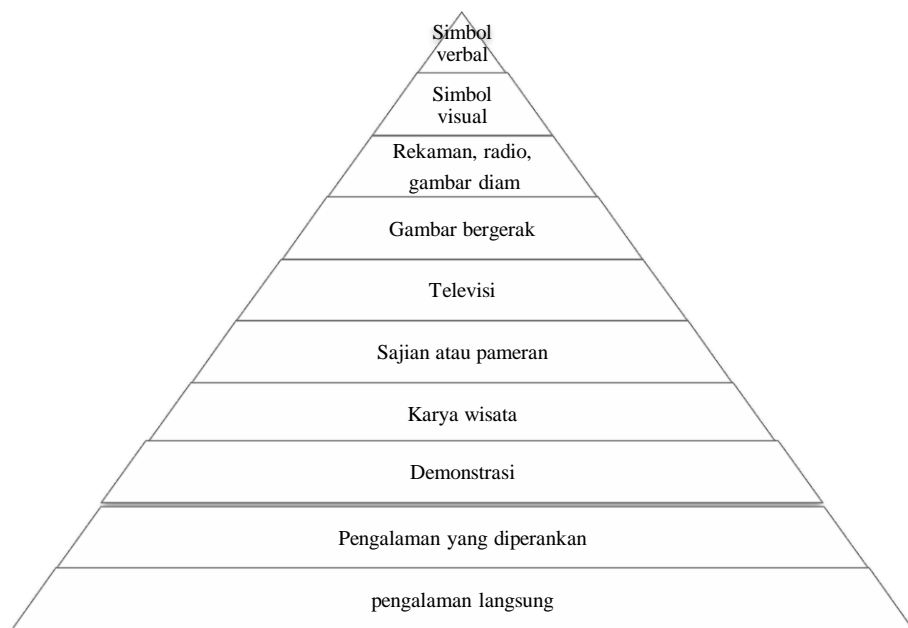 Simbol
verbal
Simbol
visual
Rekaman, radio,
gambar diam
Gambar bergerak
Televisi
Sajian atau pameran
Karya wisata
Demonstrasi
Pengalaman yang diperankan
pengalaman langsung